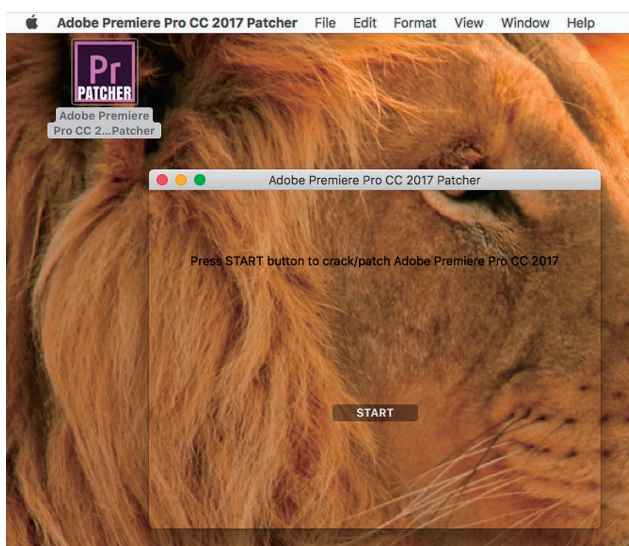 Adobe Premiere Pro CC 2017 Patcher File Edit Format View Window Help
Pr
PATCHER
Adobe Premiere
Pro CC 2...Patcher
Adobe Premiere Pro CC 2017 Patcher
Press START button to crack/patch Adobe Premiere Pro CC 2017
START